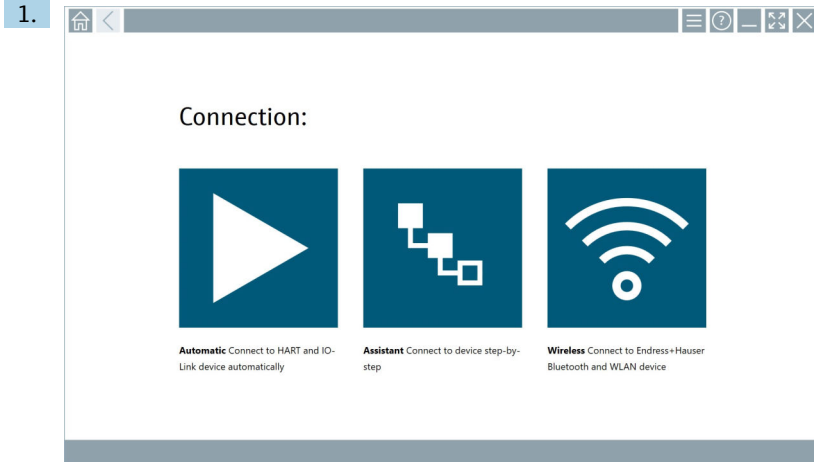 1.
?
Connection:
Automatic Connect to HART and IO-
Link device automatically
Assistant Connect to device step-by-
step
Wireless Connect to Endress+Hauser
Bluetooth and WLAN device